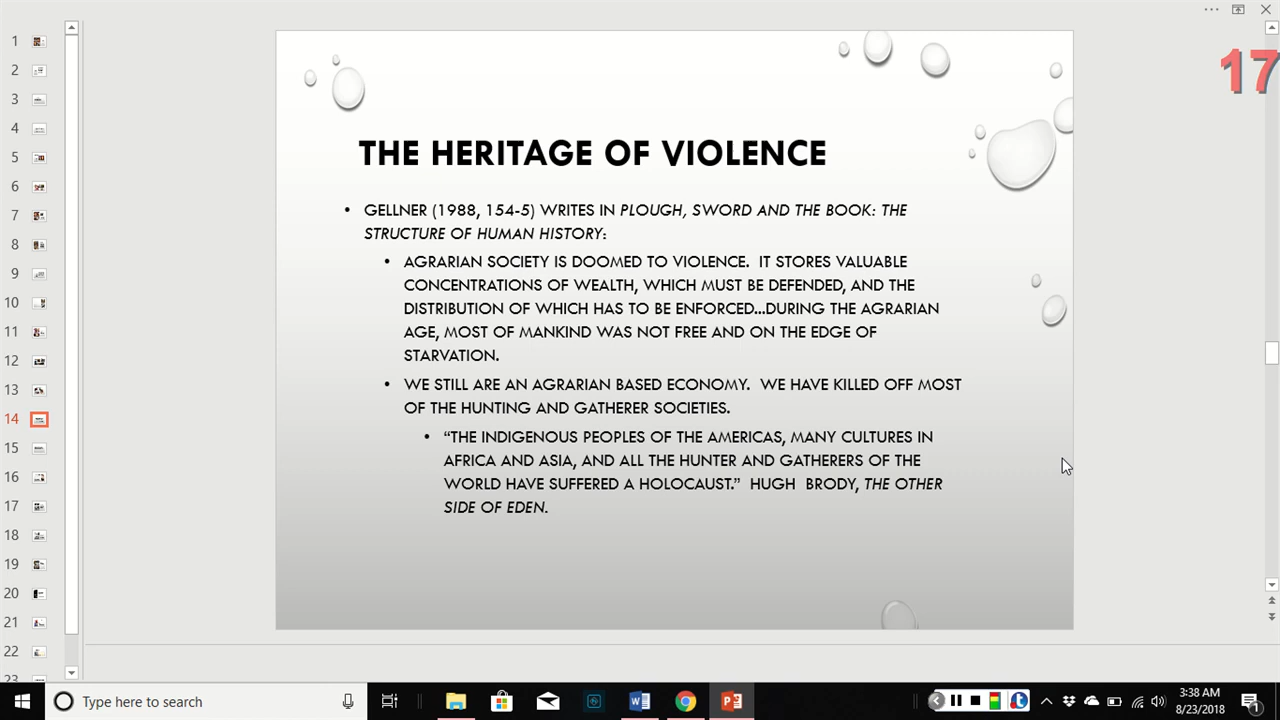 17
1
2
3
4
5
6
7
8
9
10
11
12
13
14
15
16
17
18
19
20
21
22
23
THE HERITAGE OF VIOLENCE
• GELLNER (1988, 154-5) WRITES IN PLOUGH, SWORD AND THE BOOK: THE
STRUCTURE OF HUMAN HISTORY:
• AGRARIAN SOCIETY IS DOOMED TO VIOLENCE. IT STORES VALUABLE
CONCENTRATIONS OF WEALTH, WHICH MUST BE DEFENDED, AND THE
DISTRIBUTION OF WHICH HAS TO BE ENFORCED...DURING THE AGRARIAN
AGE, MOST OF MANKIND WAS NOT FREE AND ON THE EDGE OF
STARVATION.
• WE STILL ARE AN AGRARIAN BASED ECONOMY. WE HAVE KILLED OFF MOST
OF THE HUNTING AND GATHERER SOCIETIES.
• “THE INDIGENOUS PEOPLES OF THE AMERICAS, MANY CULTURES IN
AFRICA AND ASIA, AND ALL THE HUNTER AND GATHERERS OF THE
WORLD HAVE SUFFERED A HOLOCAUST.” HUGH BRODY, THE OTHER
SIDE OF EDEN.
Type here to search
3:38 AM
8/23/2018